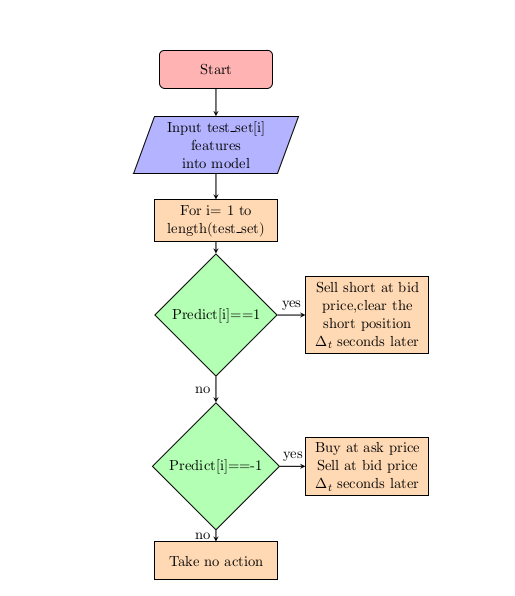 Start
Input test_set[i]
features
into model
For i= 1 to
length(test_set)
Predict[i]==1
yes
Sell short at bid
price,clear the
short position
Δt seconds later
no
Predict[i]==-1
yes
Buy at ask price
Sell at bid price
Δt seconds later
no
Take no action